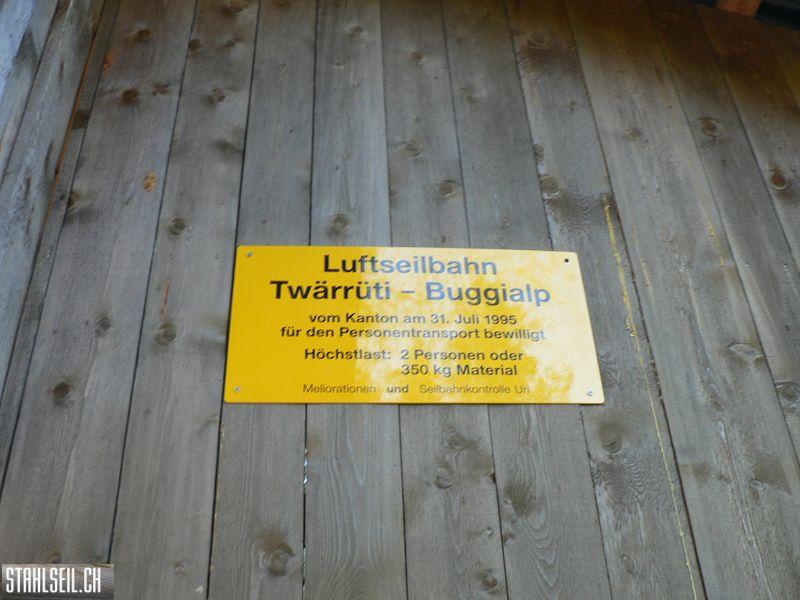 Luftseilbahn
Twärrüti - Buggialp
vom Kanton am 31. Juli 1995
für den Personentransport bewilligt
Höchstlast: 2 Personen oder
350 kg Material
Meliorationen und Seilbahnkontrolle Uri
STAHLSEIL.CH